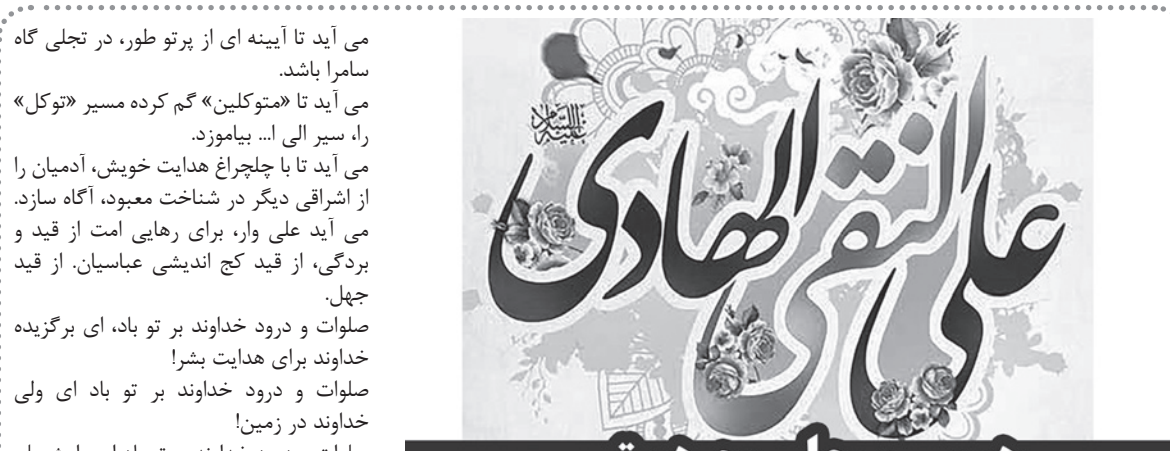 علی النقی الهادی
علیه السلام
می آید تا آیینه ای از پرتو طور، در تجلی گاه
سامرا باشد.
می آید تا «متوکلین» گم کرده مسیر «توکل»
را، سیر الی ا... بیاموزد.
می آید تا با چلچراغ هدایت خویش، آدمیان را
از اشراقی دیگر در شناخت معبود، آگاه سازد.
می آید علی وار، برای رهایی امت از قید و
بردگی، از قید کج اندیشی عباسیان. از قید
جهل.
صلوات و درود خداوند بر تو باد، ای برگزیده
خداوند برای هدایت بشر!
صلوات و درود خداوند بر تو باد ای ولی
خداوند در زمین!